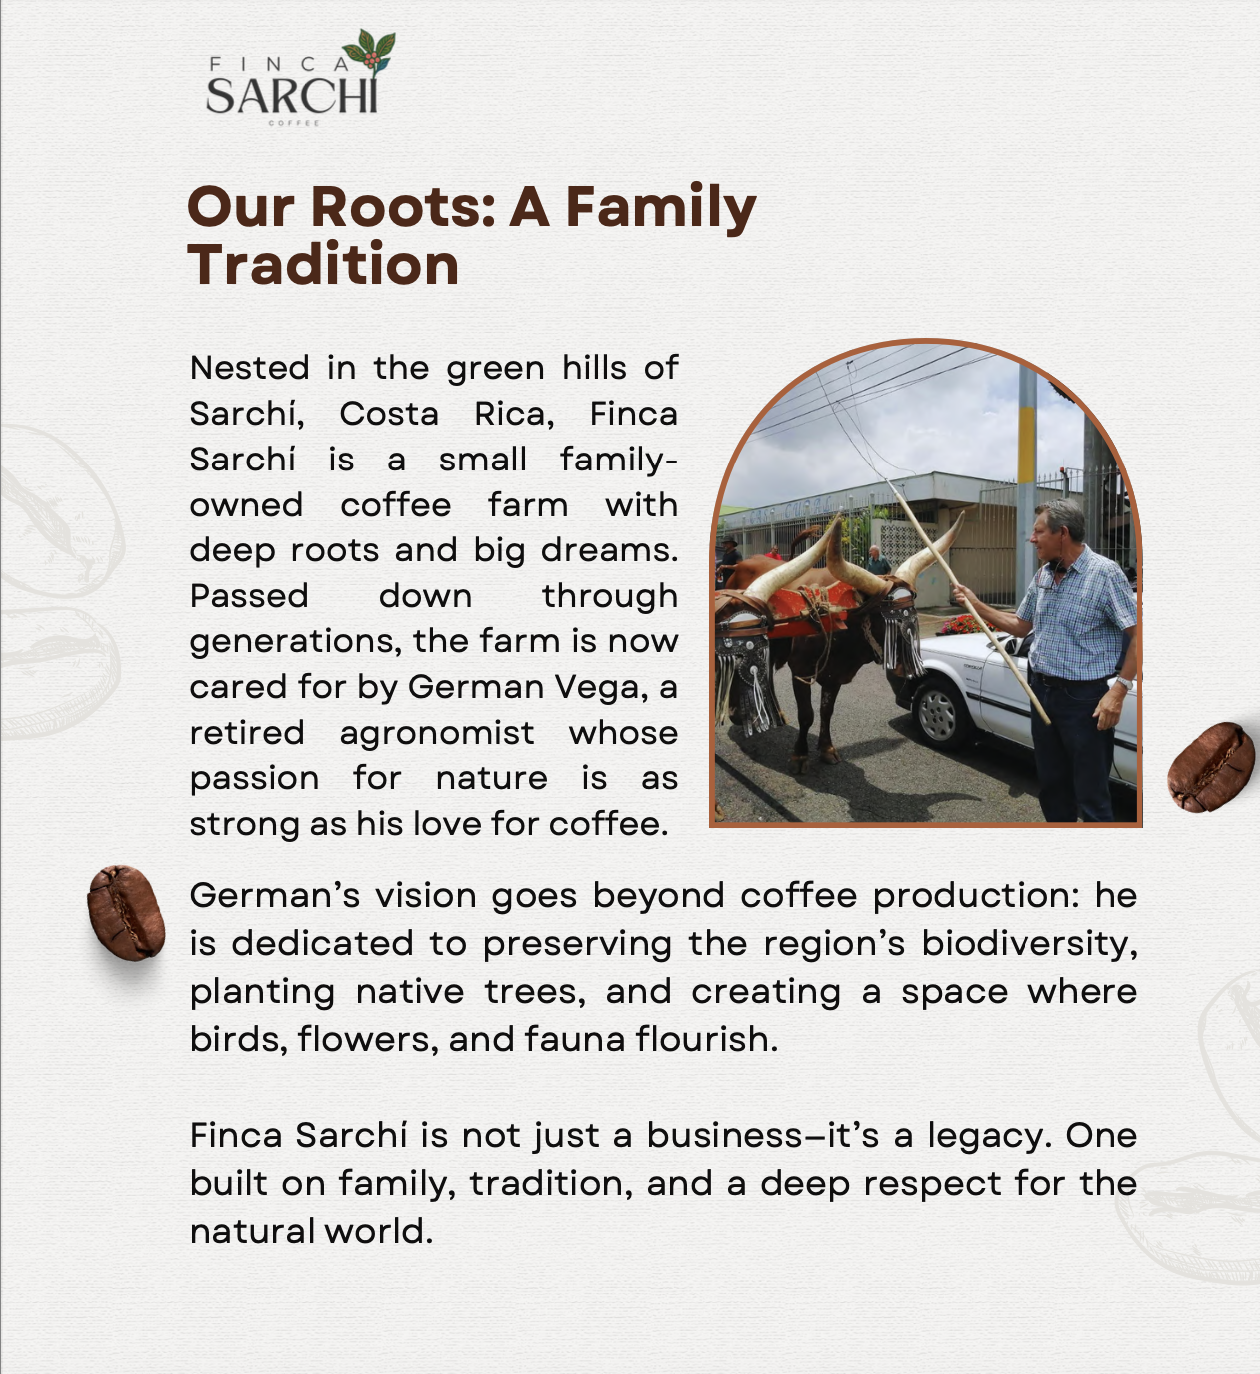 FINCA
SARCHI
COFFEE
Our Roots: A Family
Tradition
Nested in the green hills of
Sarchí, Costa Rica, Finca
Sarchí is a small family-
owned coffee farm with
deep roots and big dreams.
Passed down through
generations, the farm is now
cared for by German Vega, a
retired agronomist whose
passion for nature is as
strong as his love for coffee.
German’s vision goes beyond coffee production: he
is dedicated to preserving the region’s biodiversity,
planting native trees, and creating a space where
birds, flowers, and fauna flourish.
Finca Sarchí is not just a business—it’s a legacy. One
built on family, tradition, and a deep respect for the
natural world.